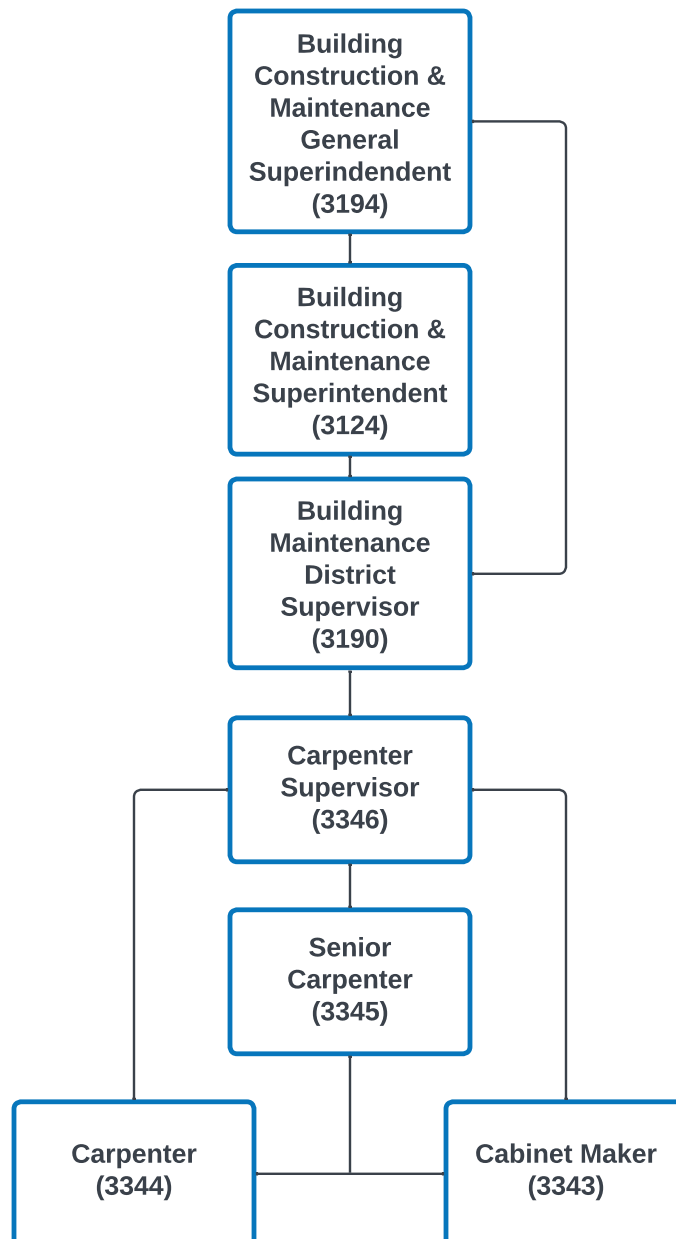 Building
Construction &
Maintenance
General
Superindendent
(3194)
Building
Construction &
Maintenance
Superintendent
(3124)
Building
Maintenance
District
Supervisor
(3190)
Carpenter
Supervisor
(3346)
Senior
Carpenter
(3345)
Carpenter
(3344)
Cabinet Maker
(3343)